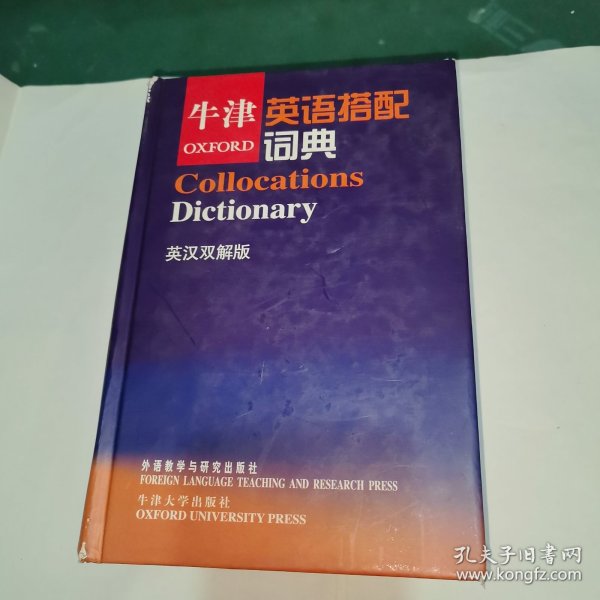 牛津
OXFORD
英语搭配
词典
Collocations
Dictionary
英汉双解版
外语教学与研究出版社
FOREIGN LANGUAGE TEACHING AND RESEARCH PRESS
牛津大学出版社
OXFORD UNIVERSITY PRESS
孔夫子旧书网
www.kongfz.com